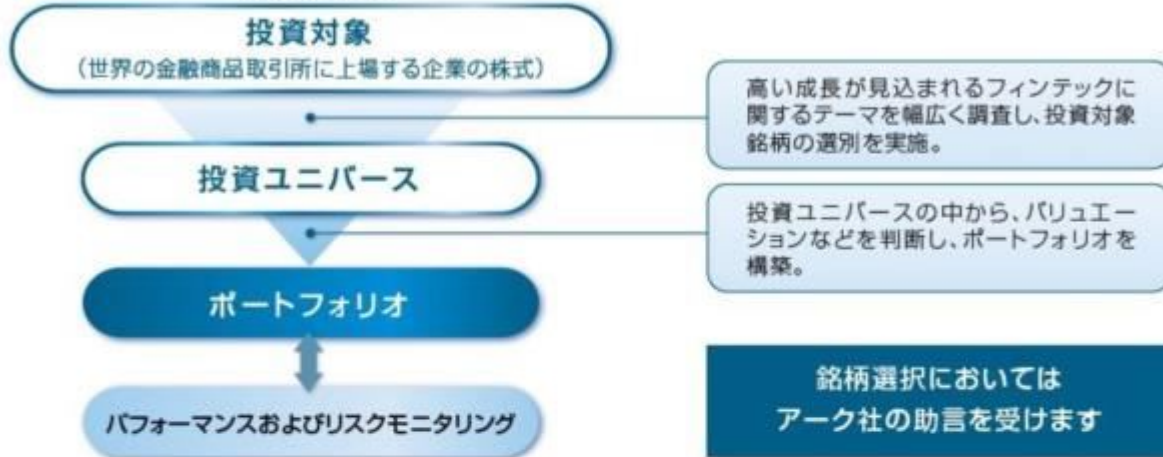 投資対象
（世界の金融商品取引所に上場する企業の株式）
高い成長が見込まれるフィンテックに
関するテーマを幅広く調査し、投資対象
銘柄の選別を実施。
投資ユニバース
投資ユニバースの中から、バリュエー
ションなどを判断し、ポートフォリオを
構築。
ポートフォリオ
パフォーマンスおよびリスクモニタリング
銘柄選択においては
アーク社の助言を受けます